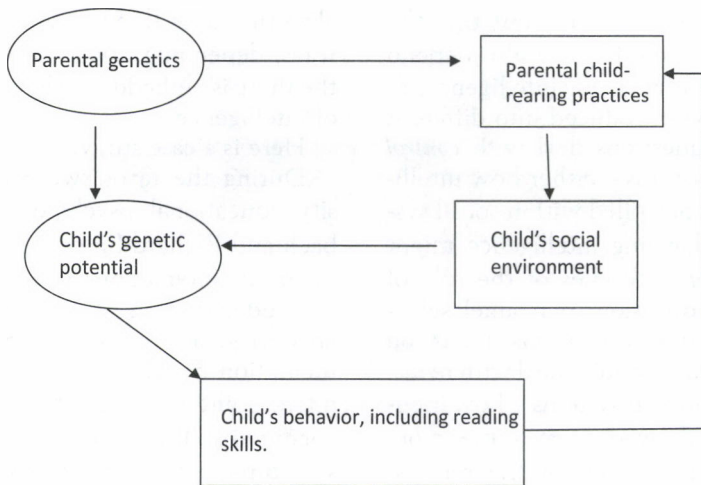 Parental genetics
Parental child-
rearing practices
Child's genetic
potential
Child's social
environment
Child's behavior, including reading
skills.